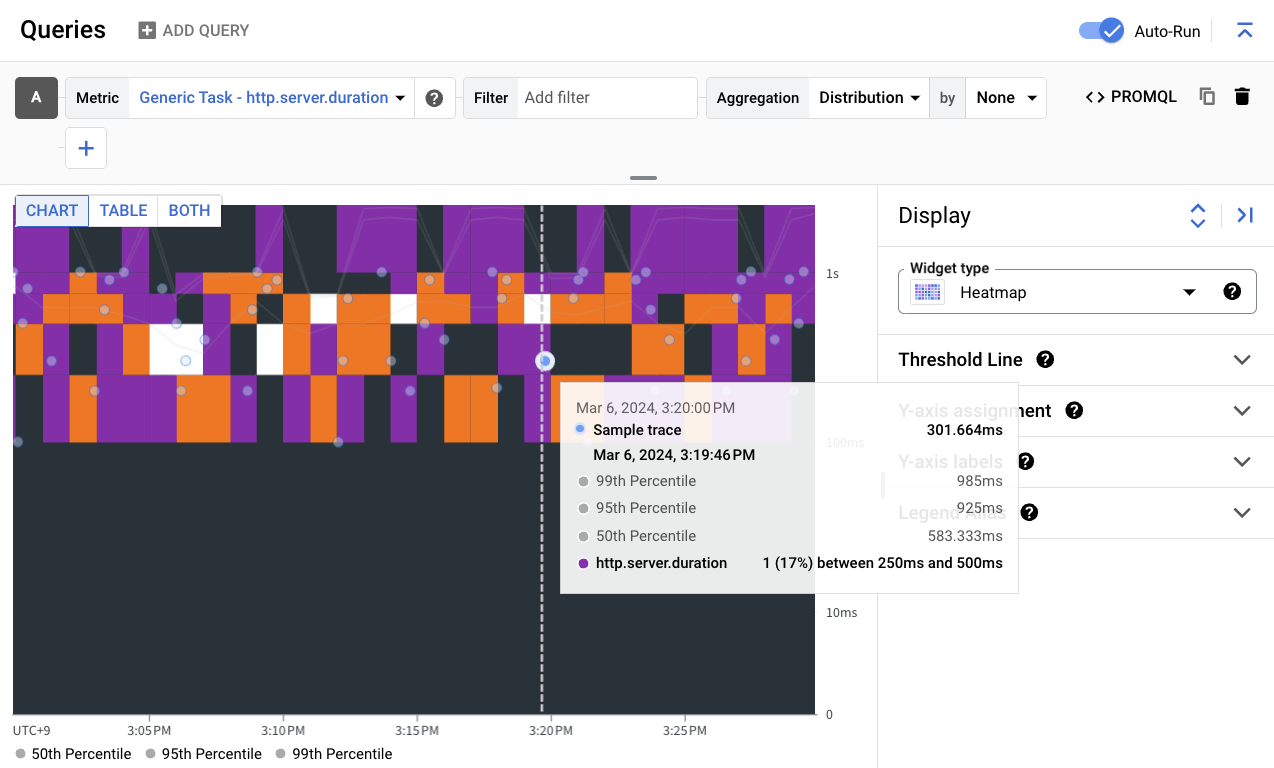 Queries
ADD QUERY
Auto-Run
A
Metric
Generic Task - http.server.duration
Filter
Add filter
Aggregation
Distribution
by
None
PROMQL
CHART
TABLE
BOTH
Display
1s
Widget type
Heatmap
Threshold Line
Y-axis assignment
Y-axis labels
Legend Alias
100ms
Mar 6, 2024, 3:20:00 PM
Sample trace
301.664ms
Mar 6, 2024, 3:19:46 PM
99th Percentile
985ms
95th Percentile
925ms
50th Percentile
583.333ms
http.server.duration
1 (17%) between 250ms and 500ms
10ms
0
UTC+9
3:05 PM
3:10 PM
3:15 PM
3:20 PM
3:25 PM
50th Percentile
95th Percentile
99th Percentile